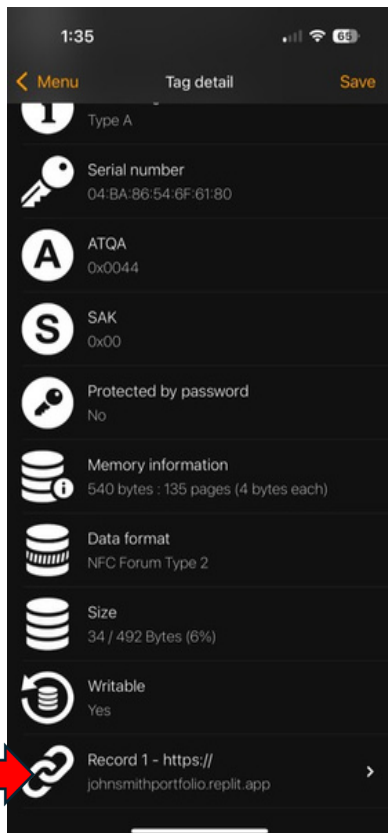 1:35
65
Menu
Tag detail
Save
Type A
Serial number
04:BA:86:54:6F:61:80
A
ATQA
0x0044
S
SAK
0x00
Protected by password
No
Memory information
540 bytes : 135 pages (4 bytes each)
Data format
NFC Forum Type 2
Size
34 / 492 Bytes (6%)
Writable
Yes
Record 1 - https://
johnsmithportfolio.replit.app